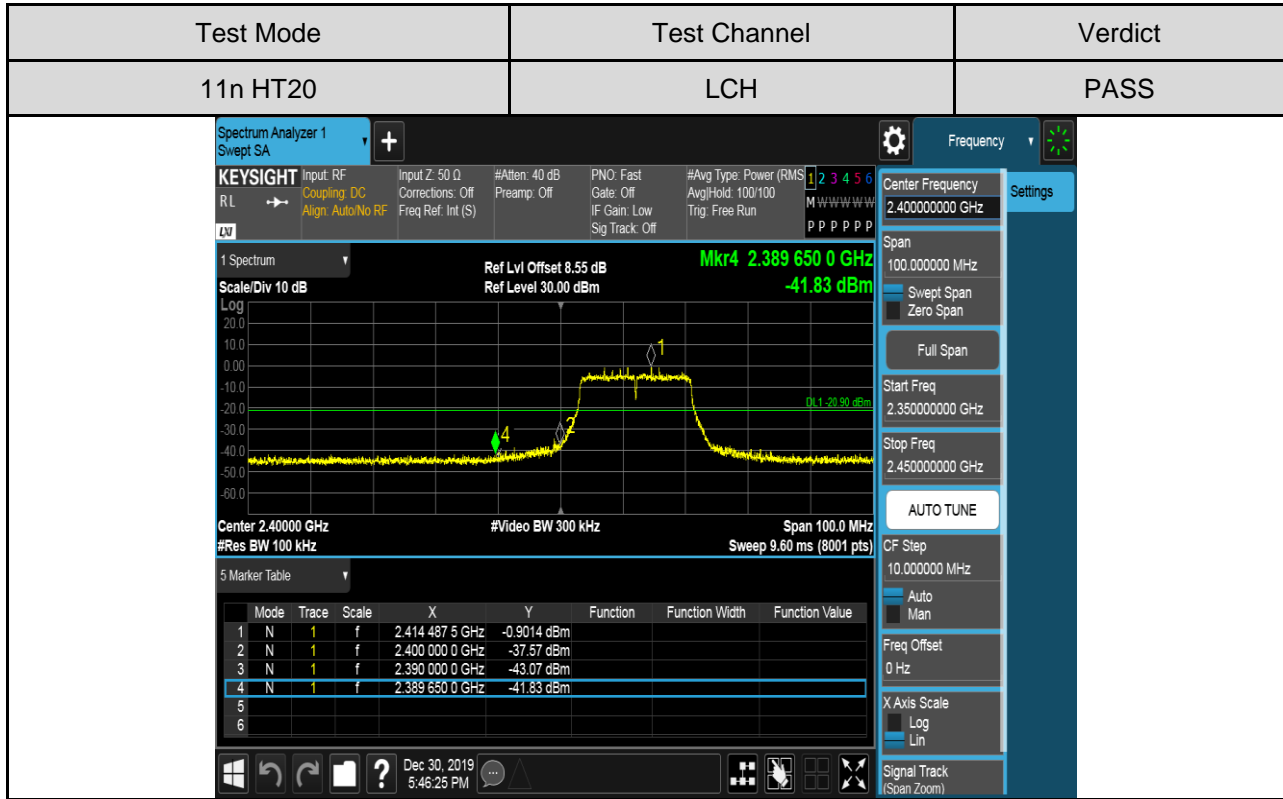 Test Mode Test Channel Verdict
11n HT20 LCH PASS
Spectrum Analyzer 1
Swept SA
+
Frequency
KEYSIGHT Input: RF Input Z: 50 Ω #Atten: 40 dB PNO: Fast #Avg Type: Power (RMS 1 2 3 4 5 6
RL Coupling: DC Corrections: Off Preamp: Off Gate: Off Avg|Hold: 100/100 M W W W W W
Align: Auto/No RF Freq Ref: Int (S) IF Gain: Low Trig: Free Run
LXI Sig Track: Off P P P P P P
1 Spectrum
Ref Lvl Offset 8.55 dB Mkr4 2.389 650 0 GHz
Scale/Div 10 dB Ref Level 30.00 dBm -41.83 dBm
Log
20.0
10.0
0.00
-10.0
-20.0
-30.0
-40.0
-50.0
-60.0
1
DL1 -20.90 dBm
4 2
Center 2.40000 GHz #Video BW 300 kHz Span 100.0 MHz
#Res BW 100 kHz Sweep 9.60 ms (8001 pts)
5 Marker Table
Mode Trace Scale X Y Function Function Width Function Value
1 N 1 f 2.414 487 5 GHz -0.9014 dBm
2 N 1 f 2.400 000 0 GHz -37.57 dBm
3 N 1 f 2.390 000 0 GHz -43.07 dBm
4 N 1 f 2.389 650 0 GHz -41.83 dBm
5
6
? Dec 30, 2019
5:46:25 PM
Center Frequency
2.400000000 GHz
Settings
Span
100.000000 MHz
Swept Span
Zero Span
Full Span
Start Freq
2.350000000 GHz
Stop Freq
2.450000000 GHz
AUTO TUNE
CF Step
10.000000 MHz
Auto
Man
Freq Offset
0 Hz
X Axis Scale
Log
Lin
Signal Track
(Span Zoom)